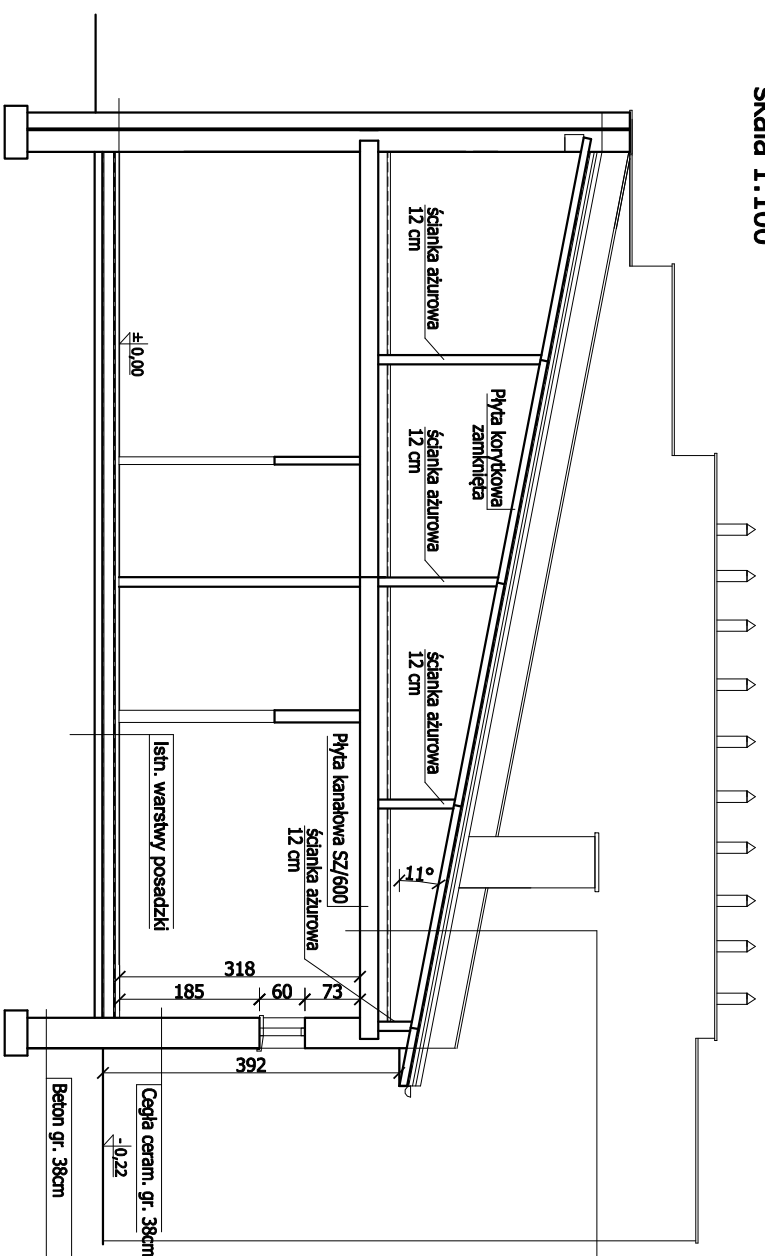 skala 1:100
ścianka ażurowa
12 cm
Płyta korytkowa
zamknięta
ścianka ażurowa
12 cm
ścianka ażurowa
12 cm
± 0,00
11°
Płyta kanałowa SZ/600
ścianka ażurowa
12 cm
Istn. warstwy posadzki
318
185
60
73
392
- 0,22
Cegła ceram. gr. 38cm
Beton gr. 38cm